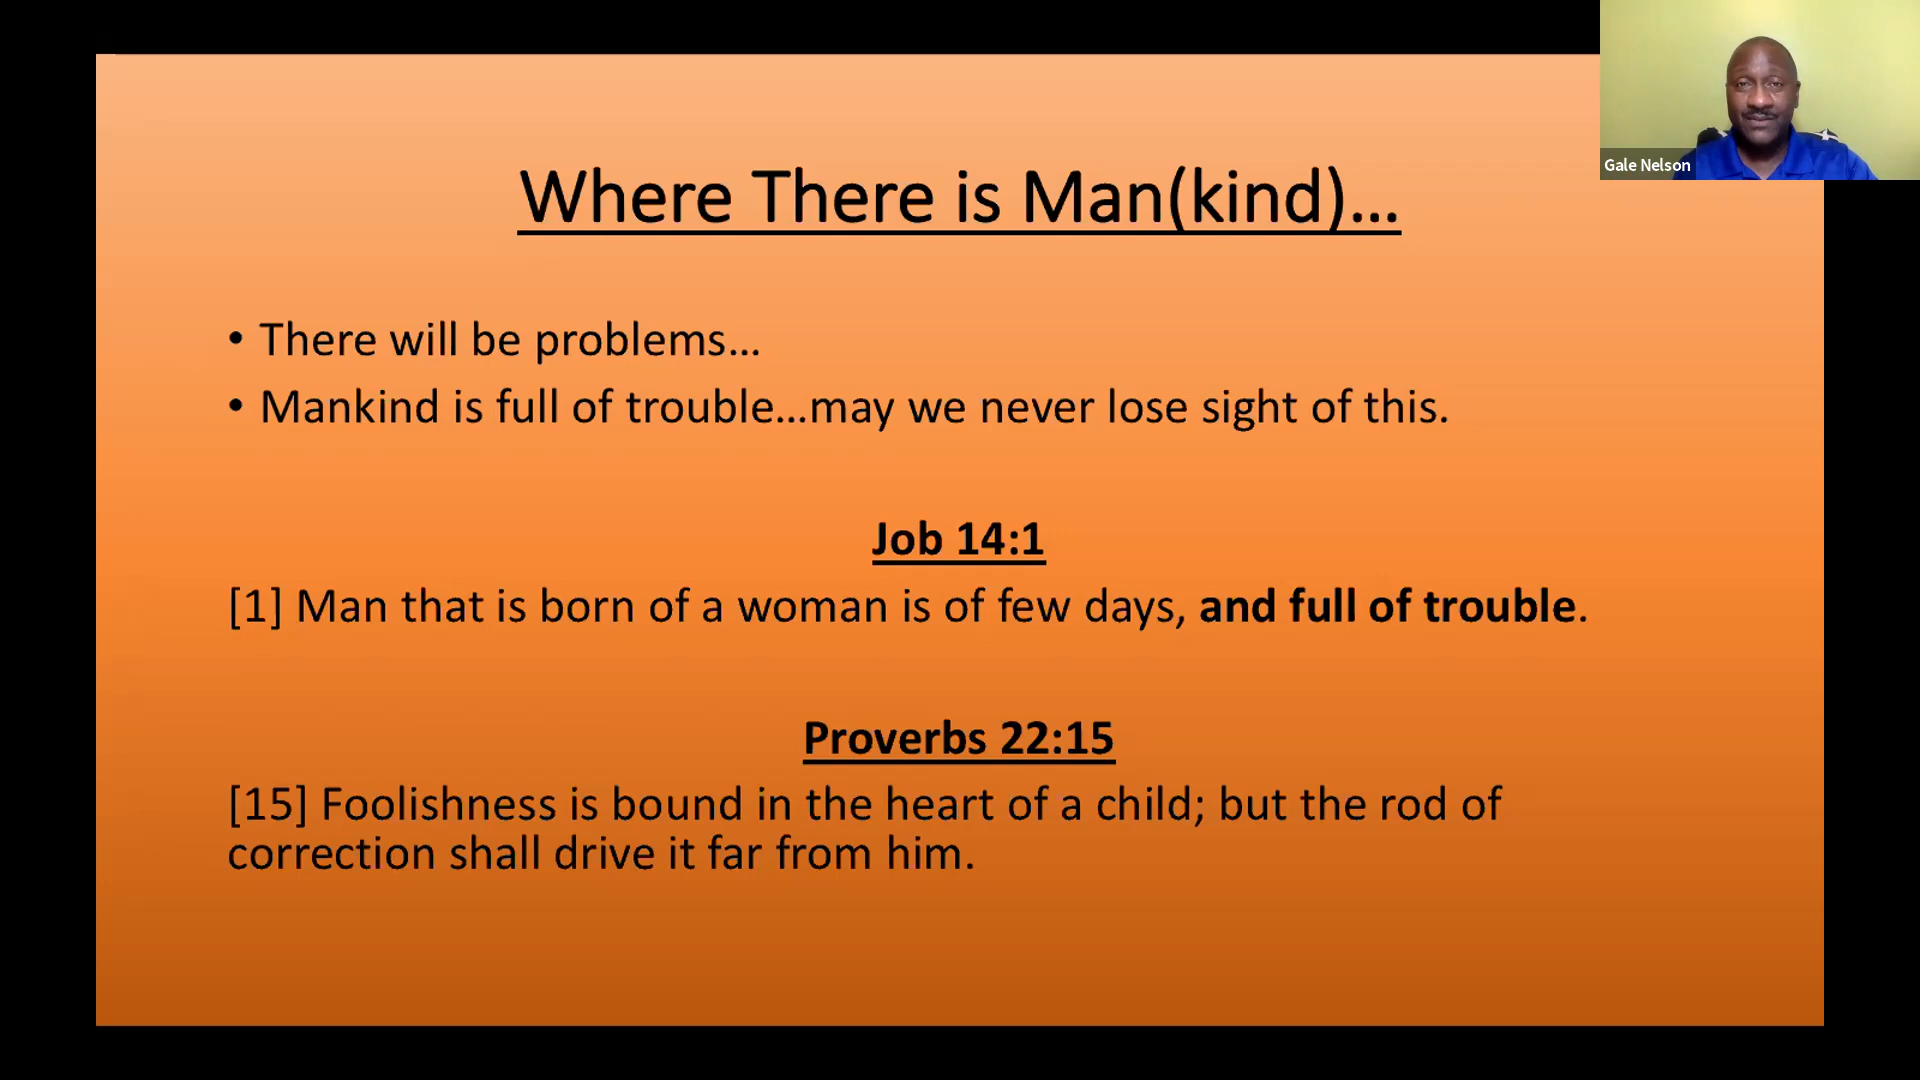 Gale Nelson
Where There is Man(kind)...
• There will be problems...
• Mankind is full of trouble...may we never lose sight of this.
Job 14:1
[1] Man that is born of a woman is of few days, and full of trouble.
Proverbs 22:15
[15] Foolishness is bound in the heart of a child; but the rod of
correction shall drive it far from him.